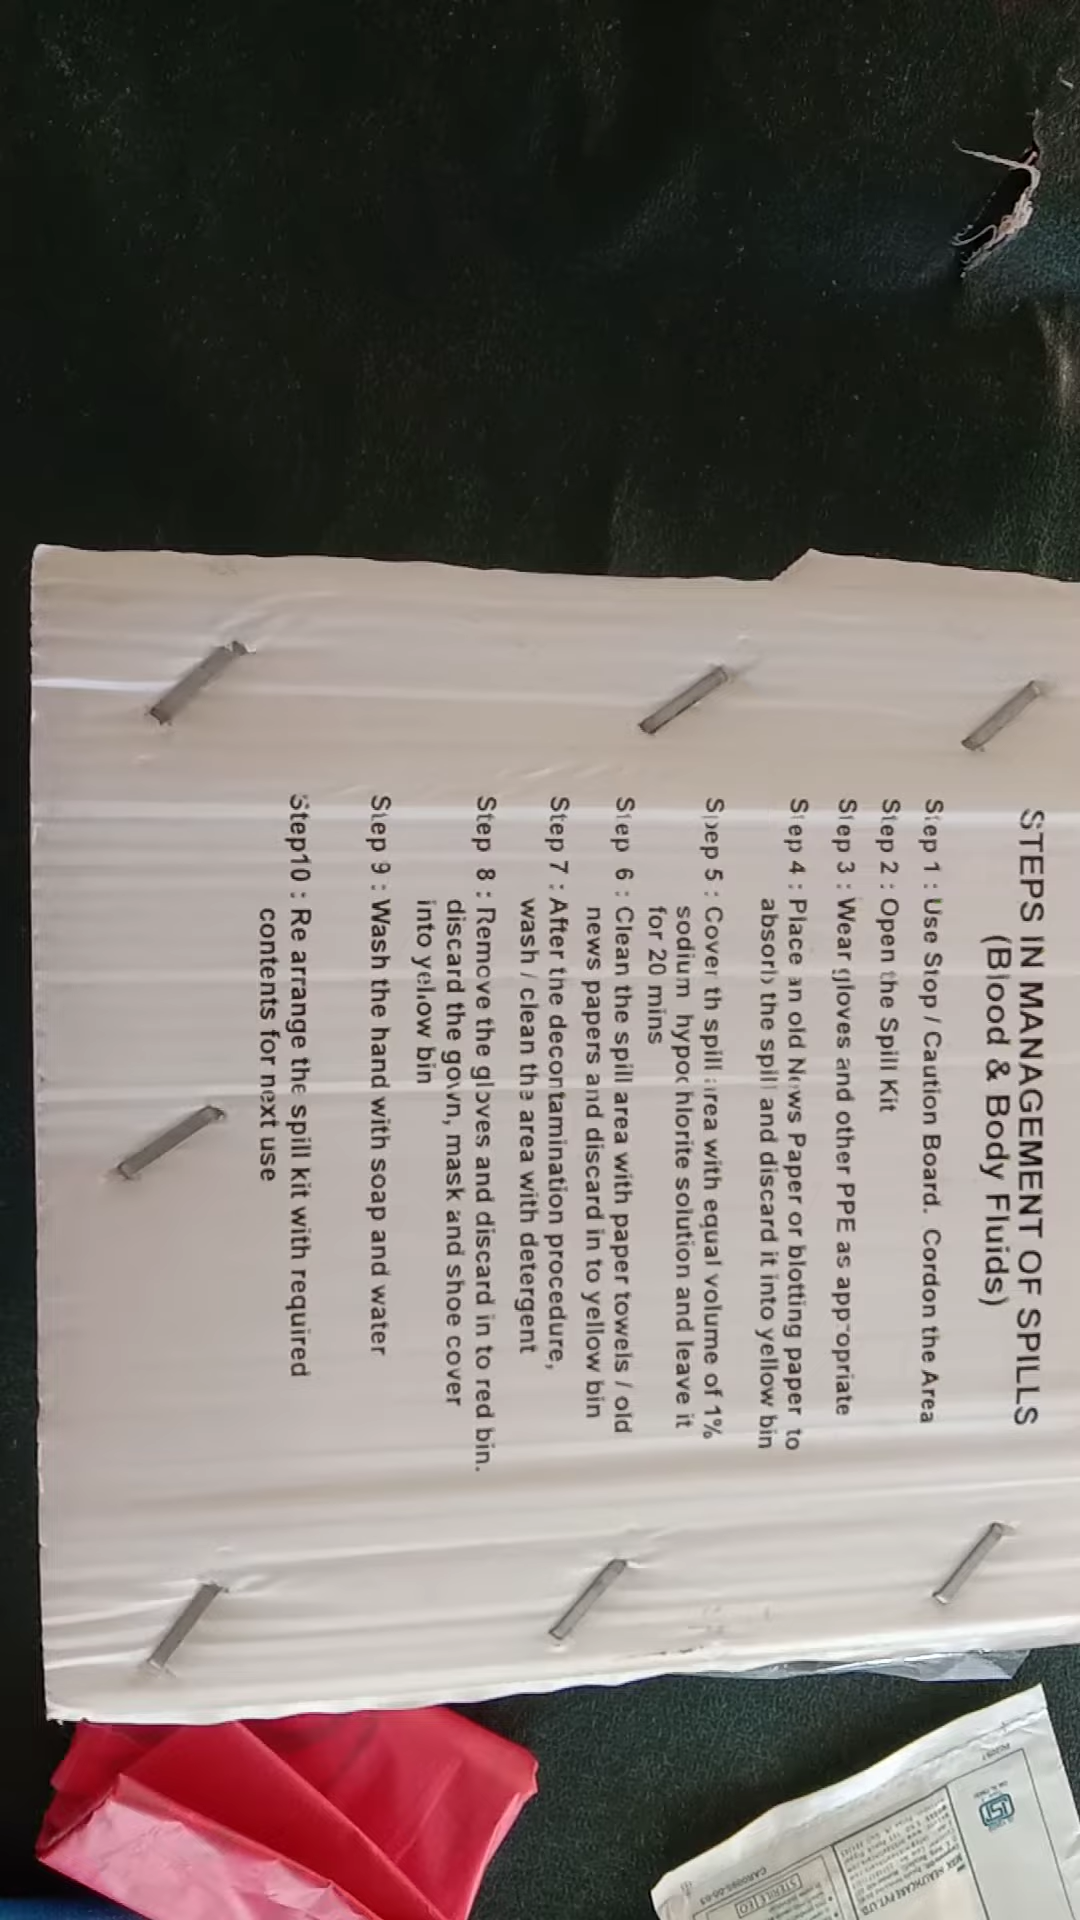 STEPS IN MANAGEMENT OF SPILLS
(Blood & Body Fluids)
Step 1 : Use Stop / Caution Board. Cordon the Area
Step 2 : Open the Spill Kit
Step 3 : Wear gloves and other PPE as appropriate
Step 4 : Place an old News Paper or blotting paper to
absorb the spill and discard it into yellow bin
Step 5 : Cover th spill area with equal volume of 1%
sodium hypochlorite solution and leave it
for 20 mins
Step 6 : Clean the spill area with paper towels / old
news papers and discard in to yellow bin
Step 7 : After the decontamination procedure,
wash / clean the area with detergent
Step 8 : Remove the gloves and discard in to red bin.
discard the gown, mask and shoe cover
into yellow bin
Step 9 : Wash the hand with soap and water
Step10 : Re arrange the spill kit with required
contents for next use
HEALTHCARE PVT. LTD.
STERILE EO